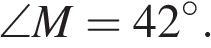 ∠M = 42°.